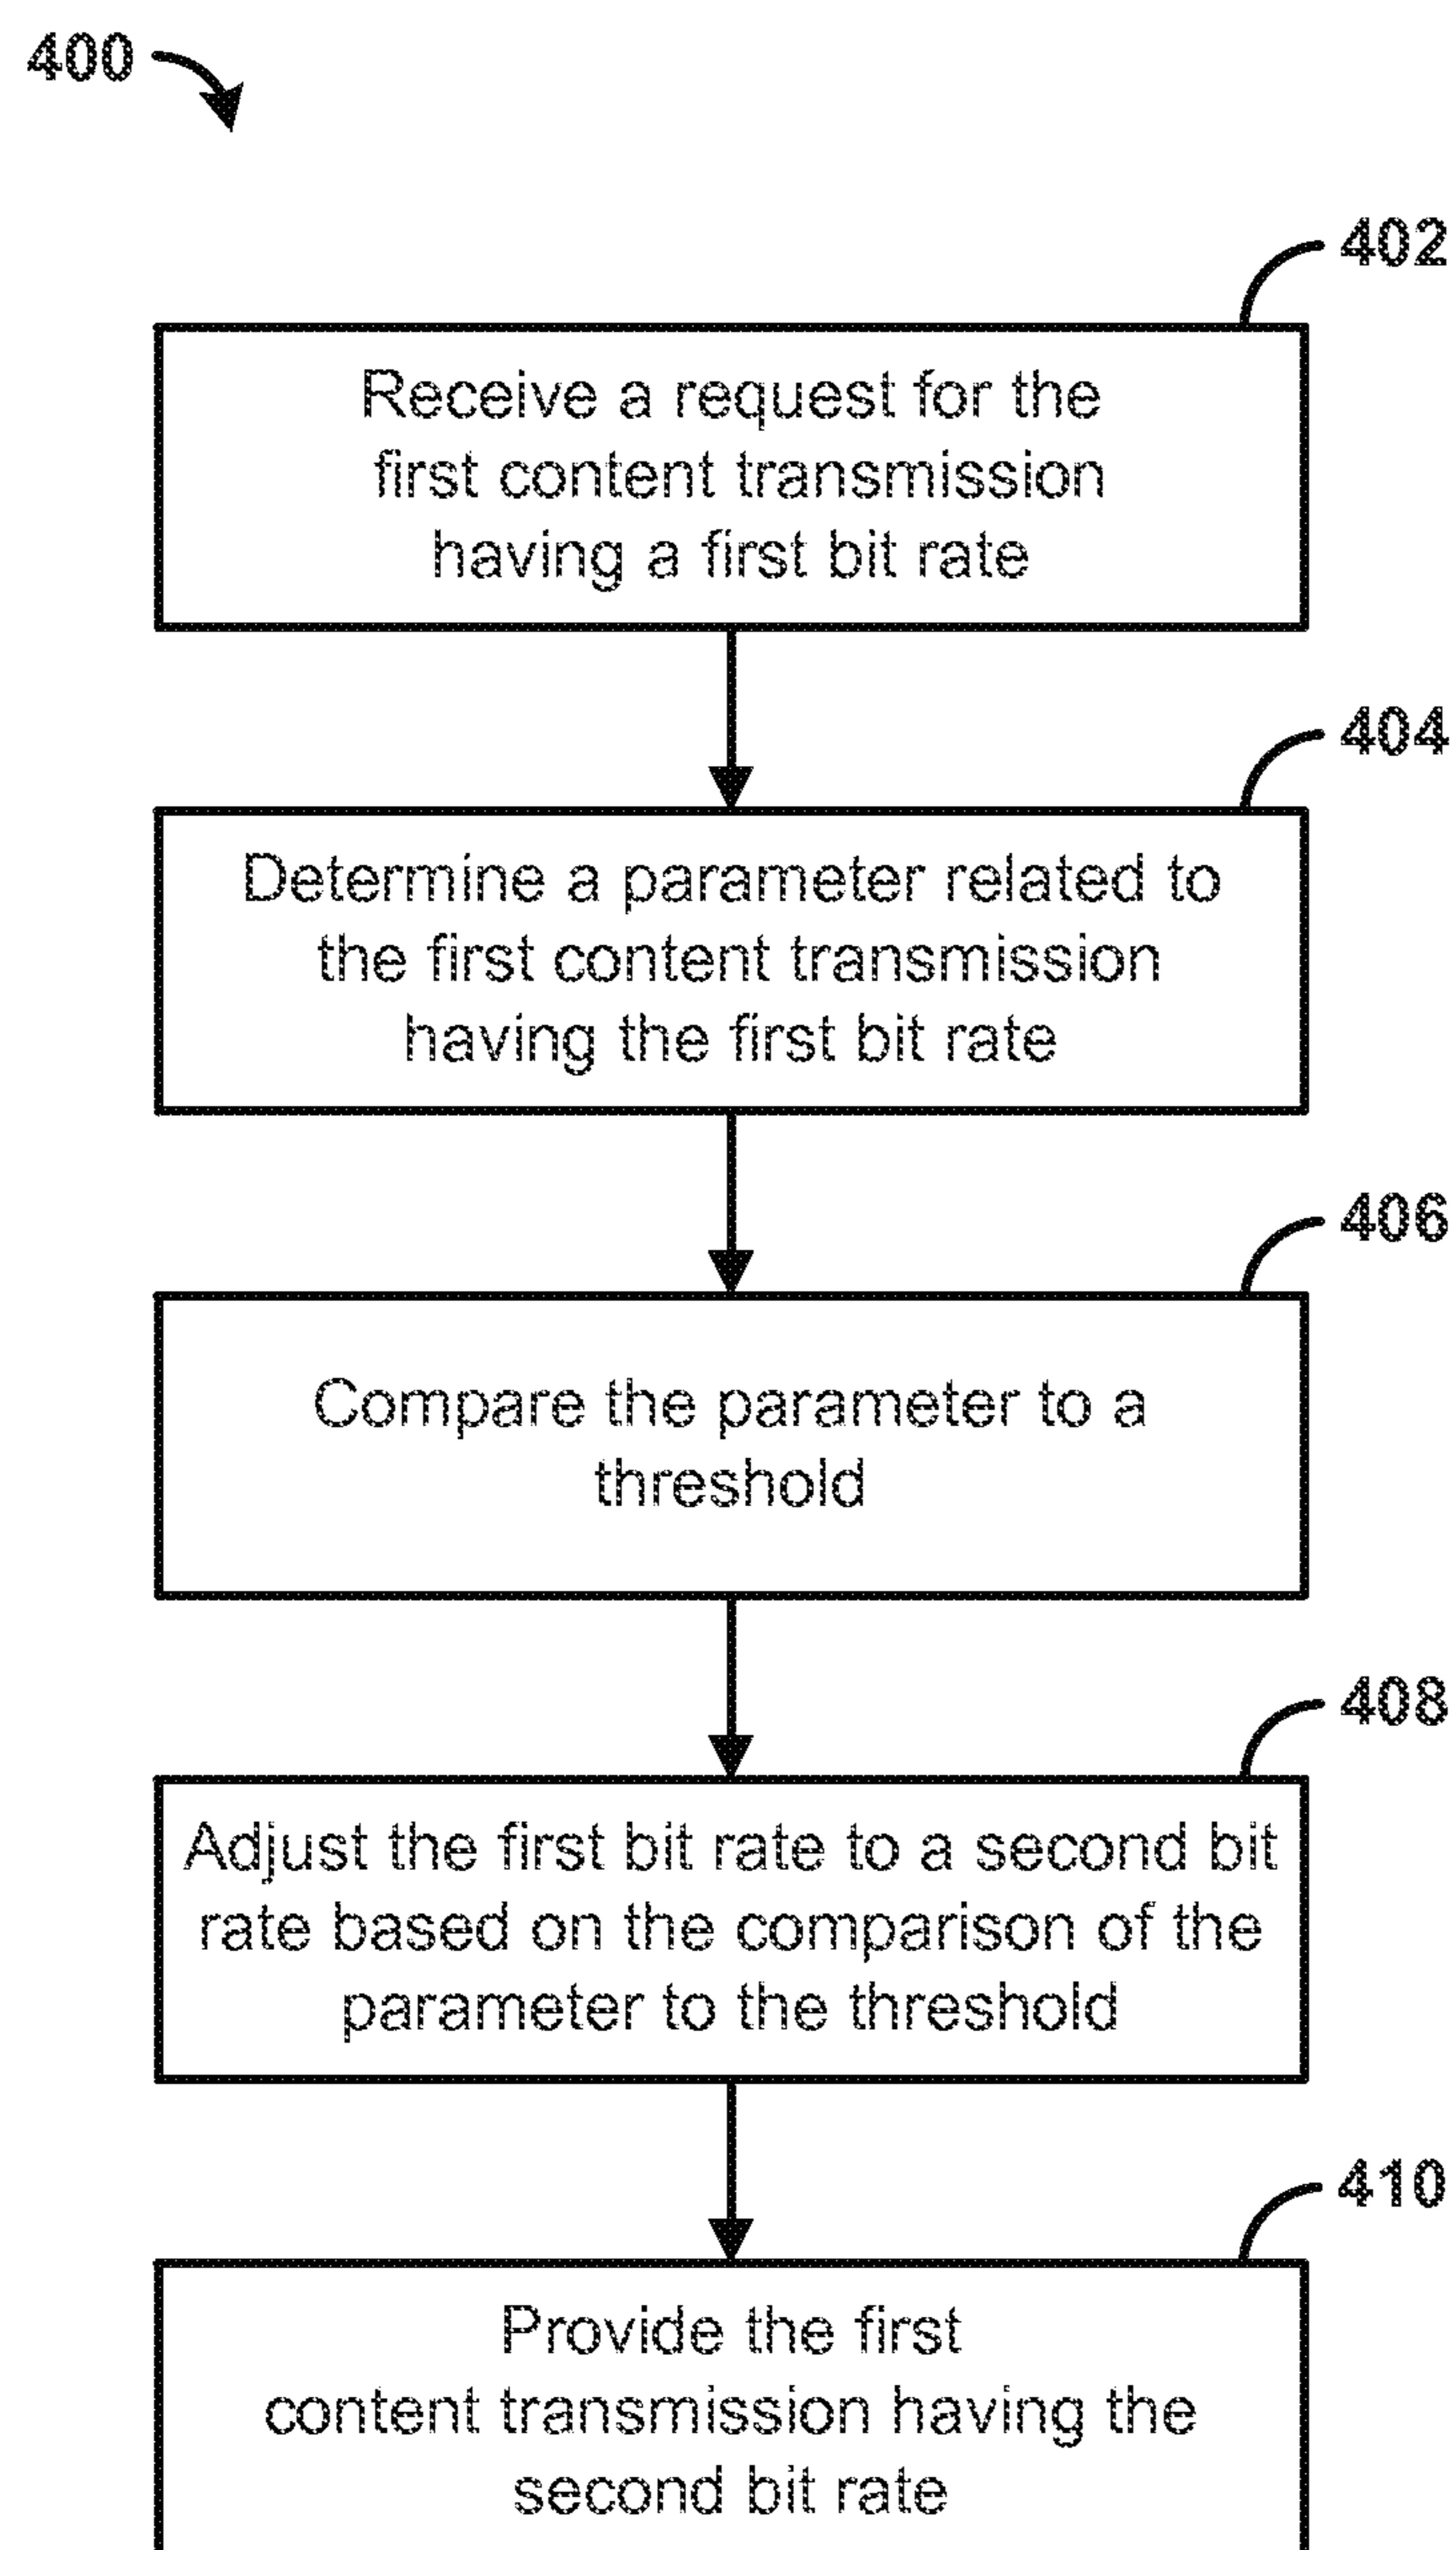 400
402
Receive a request for the
first content transmission
having a first bit rate
404
Determine a parameter related to
the first content transmission
having the first bit rate
406
Compare the parameter to a
threshold
408
Adjust the first bit rate to a second bit
rate based on the comparison of the
parameter to the threshold
410
Provide the first
content transmission having the
second bit rate